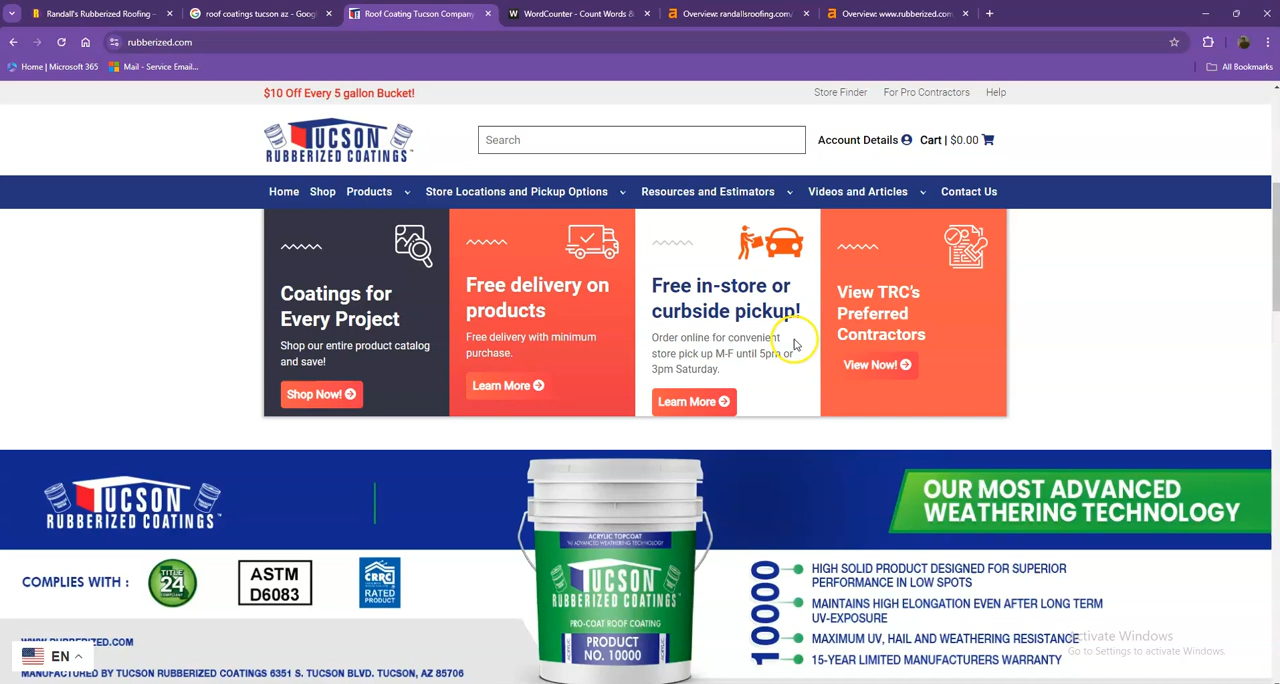 Randall's Rubberized Roofing -
roof coatings tucson az - Goog
Roof Coating Tucson Company
WordCounter - Count Words &
Overview: randallsroofing.com/
Overview: www.rubberized.com
rubberized.com
Home | Microsoft 365
Mail - Service Email...
All Bookmarks
$10 Off Every 5 gallon Bucket!
Store Finder
For Pro Contractors
Help
TUCSON
RUBBERIZED COATINGS™
Search
Account Details
Cart | $0.00
Home
Shop
Products
Store Locations and Pickup Options
Resources and Estimators
Videos and Articles
Contact Us
Coatings for
Every Project
Shop our entire product catalog
and save!
Shop Now!
Free delivery on
products
Free delivery with minimum
purchase.
Learn More
Free in-store or
curbside pickup!
Order online for convenient
store pick up M-F until 5pm or
3pm Saturday.
Learn More
View TRC's
Preferred
Contractors
View Now!
TUCSON
RUBBERIZED COATINGS
OUR MOST ADVANCED
WEATHERING TECHNOLOGY
COMPLIES WITH :
TITLE
24
ASTM
D6083
CRRC
RATED
PRODUCT
ACRYLIC TOPCOAT
ADVANCED WEATHERING TECHNOLOGY
TUCSON
RUBBERIZED COATINGS
PRO-COAT ROOF COATING
PRODUCT
NO. 10000
10000
HIGH SOLID PRODUCT DESIGNED FOR SUPERIOR
PERFORMANCE IN LOW SPOTS
MAINTAINS HIGH ELONGATION EVEN AFTER LONG TERM
UV-EXPOSURE
MAXIMUM UV, HAIL AND WEATHERING RESISTANCE
15-YEAR LIMITED MANUFACTURERS WARRANTY
Activate Windows
Go to Settings to activate Windows.
WWW.RUBBERIZED.COM
EN
MANUFACTURED BY TUCSON RUBBERIZED COATINGS 6351 S. TUCSON BLVD. TUCSON, AZ 85706